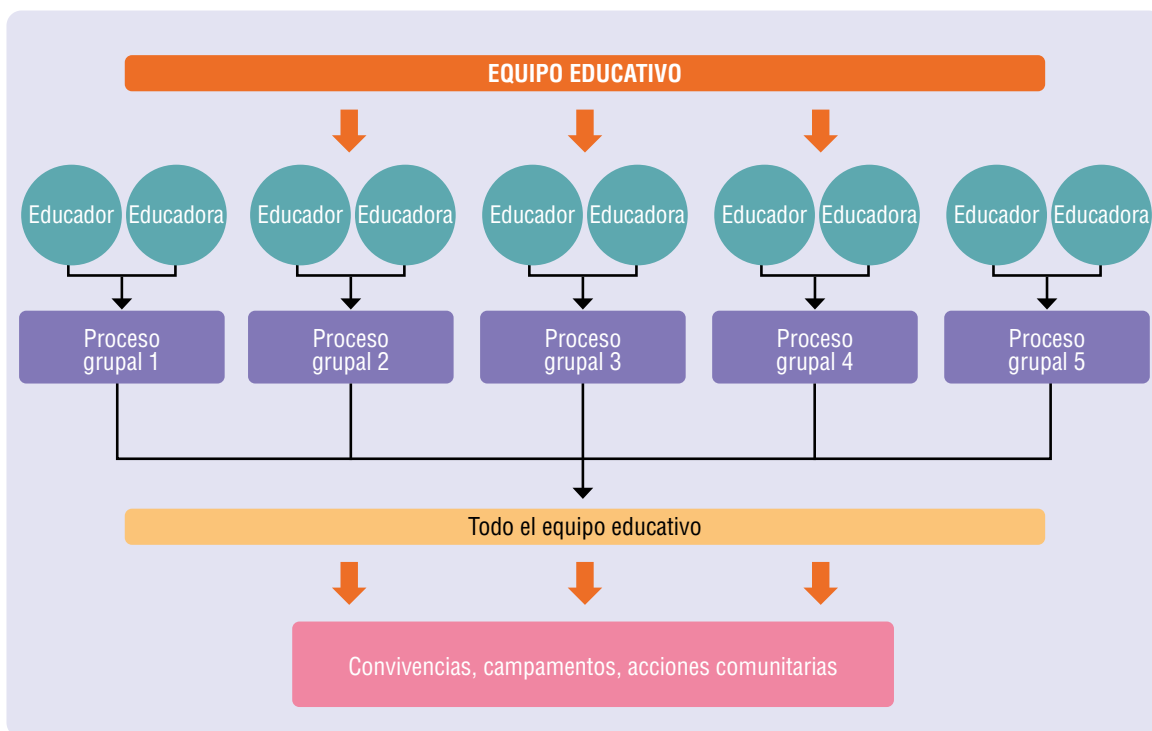 EQUIPO EDUCATIVO
Educador Educadora Educador Educadora Educador Educadora Educador Educadora Educador Educadora
Proceso
grupal 1
Proceso
grupal 2
Proceso
grupal 3
Proceso
grupal 4
Proceso
grupal 5
Todo el equipo educativo
Convivencias, campamentos, acciones comunitarias